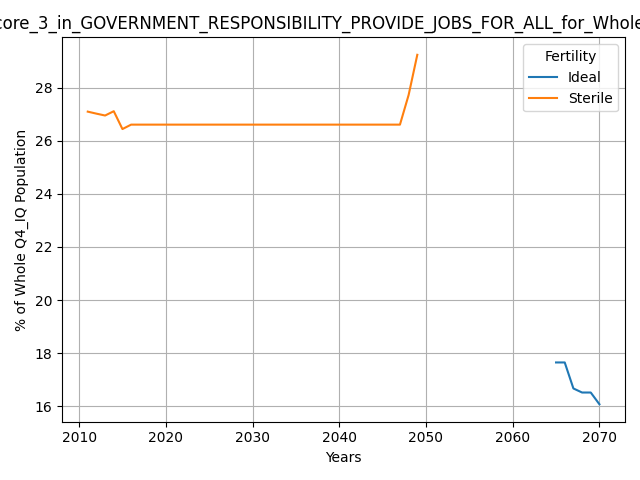 core_3_in_GOVERNMENT_RESPONSIBILITY_PROVIDE_JOBS_FOR_ALL_for_Whole
Fertility
Ideal
Sterile
% of Whole Q4_IQ Population
28
26
24
22
20
18
16
2010 2020 2030 2040 2050 2060 2070
Years